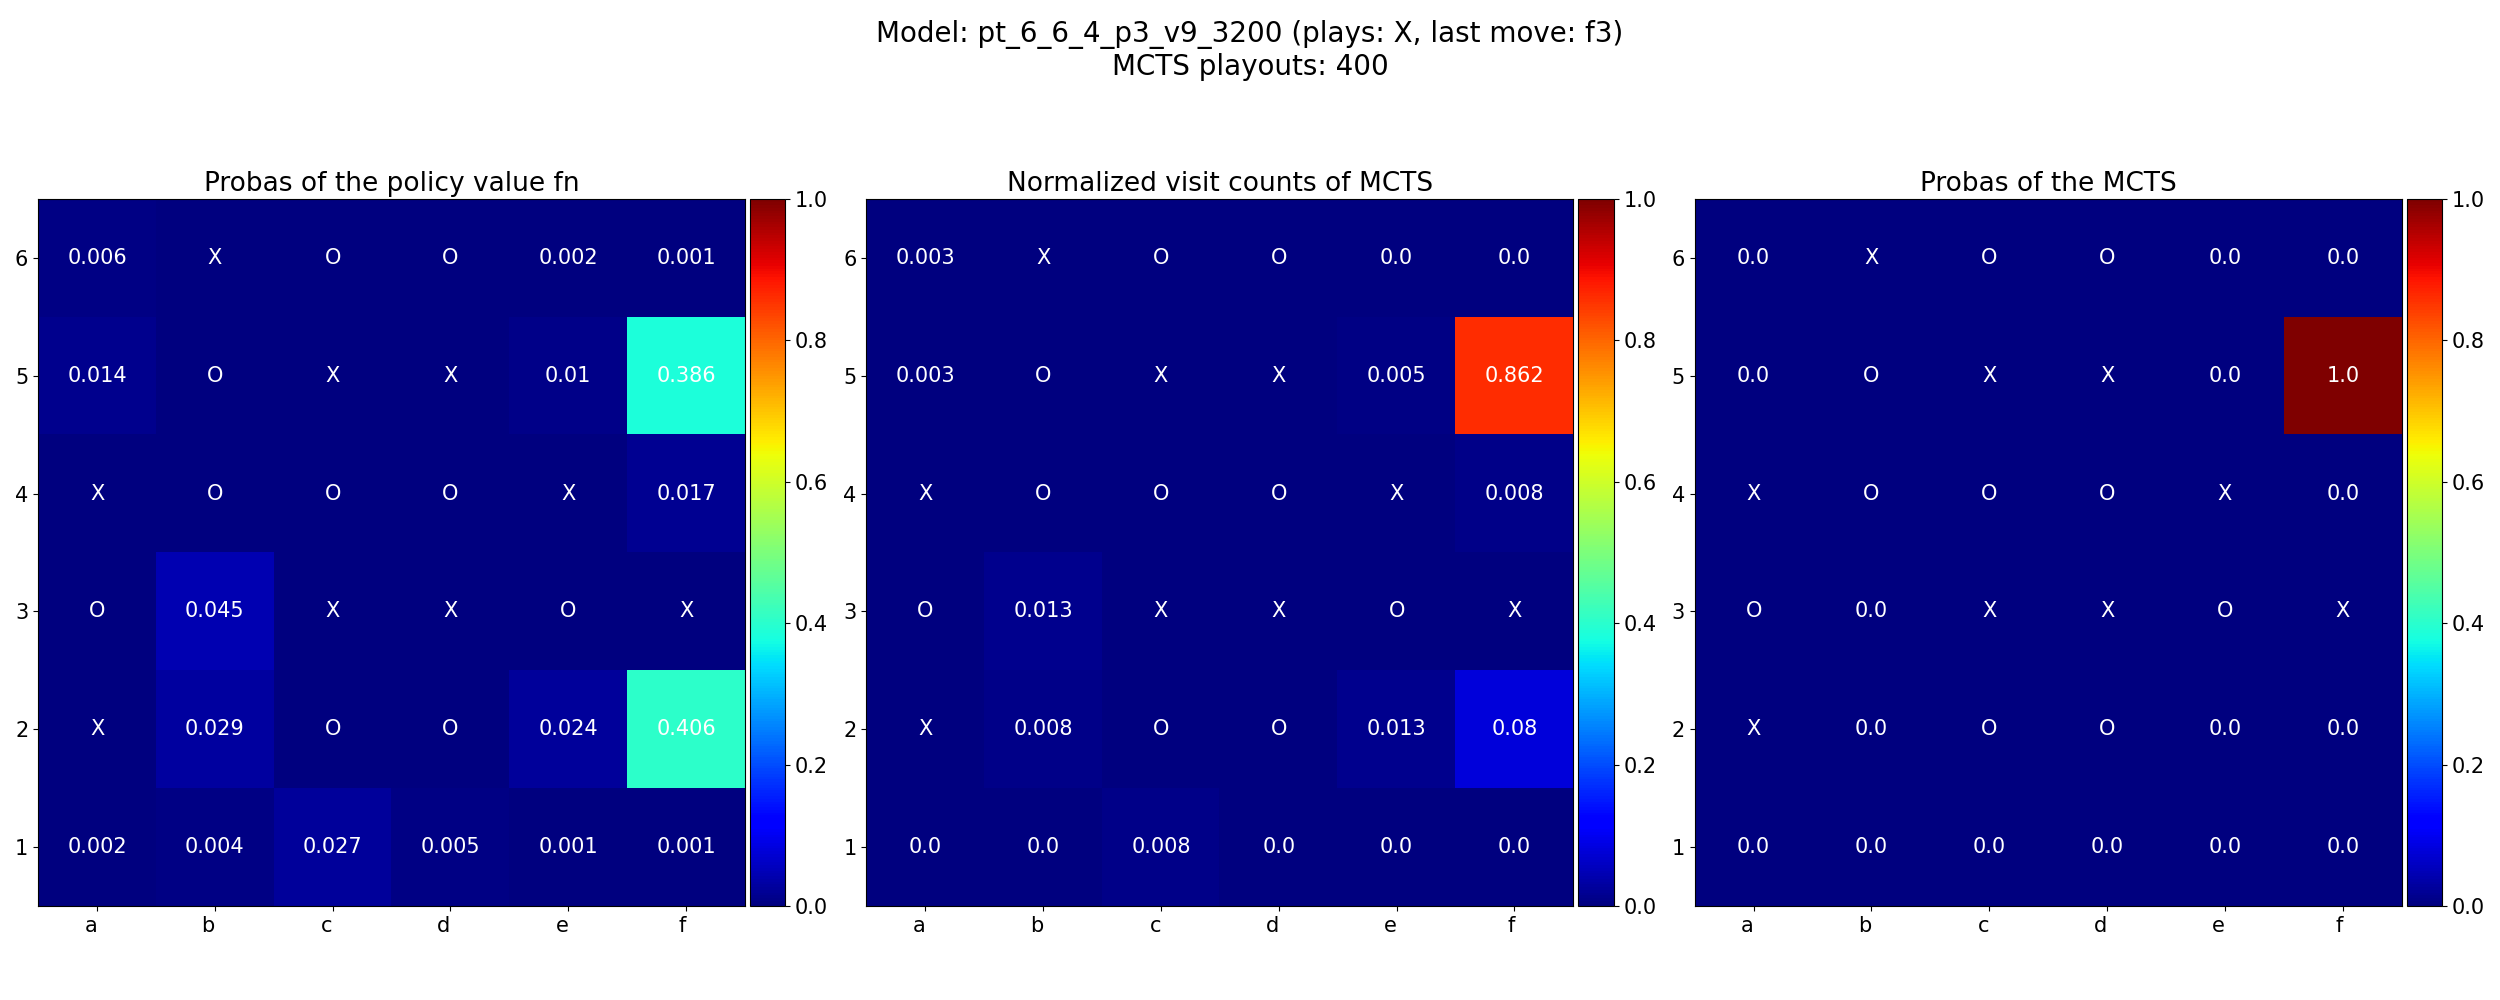 Model: pt_6_6_4_p3_v9_3200 (plays: X, last move: f3)
MCTS playouts: 400
Probas of the policy value fn
6 0.006 X O O 0.002 0.001
5 0.014 O X X 0.01 0.386
4 X O O O X 0.017
3 O 0.045 X X O X
2 X 0.029 O O 0.024 0.406
1 0.002 0.004 0.027 0.005 0.001 0.001
a b c d e f
1.0
0.8
0.6
0.4
0.2
0.0
Normalized visit counts of MCTS
6 0.003 X O O 0.0 0.0
5 0.003 O X X 0.005 0.862
4 X O O O X 0.008
3 O 0.013 X X O X
2 X 0.008 O O 0.013 0.08
1 0.0 0.0 0.008 0.0 0.0 0.0
a b c d e f
1.0
0.8
0.6
0.4
0.2
0.0
Probas of the MCTS
6 0.0 X O O 0.0 0.0
5 0.0 O X X 0.0 1.0
4 X O O O X 0.0
3 O 0.0 X X O X
2 X 0.0 O O 0.0 0.0
1 0.0 0.0 0.0 0.0 0.0 0.0
a b c d e f
1.0
0.8
0.6
0.4
0.2
0.0